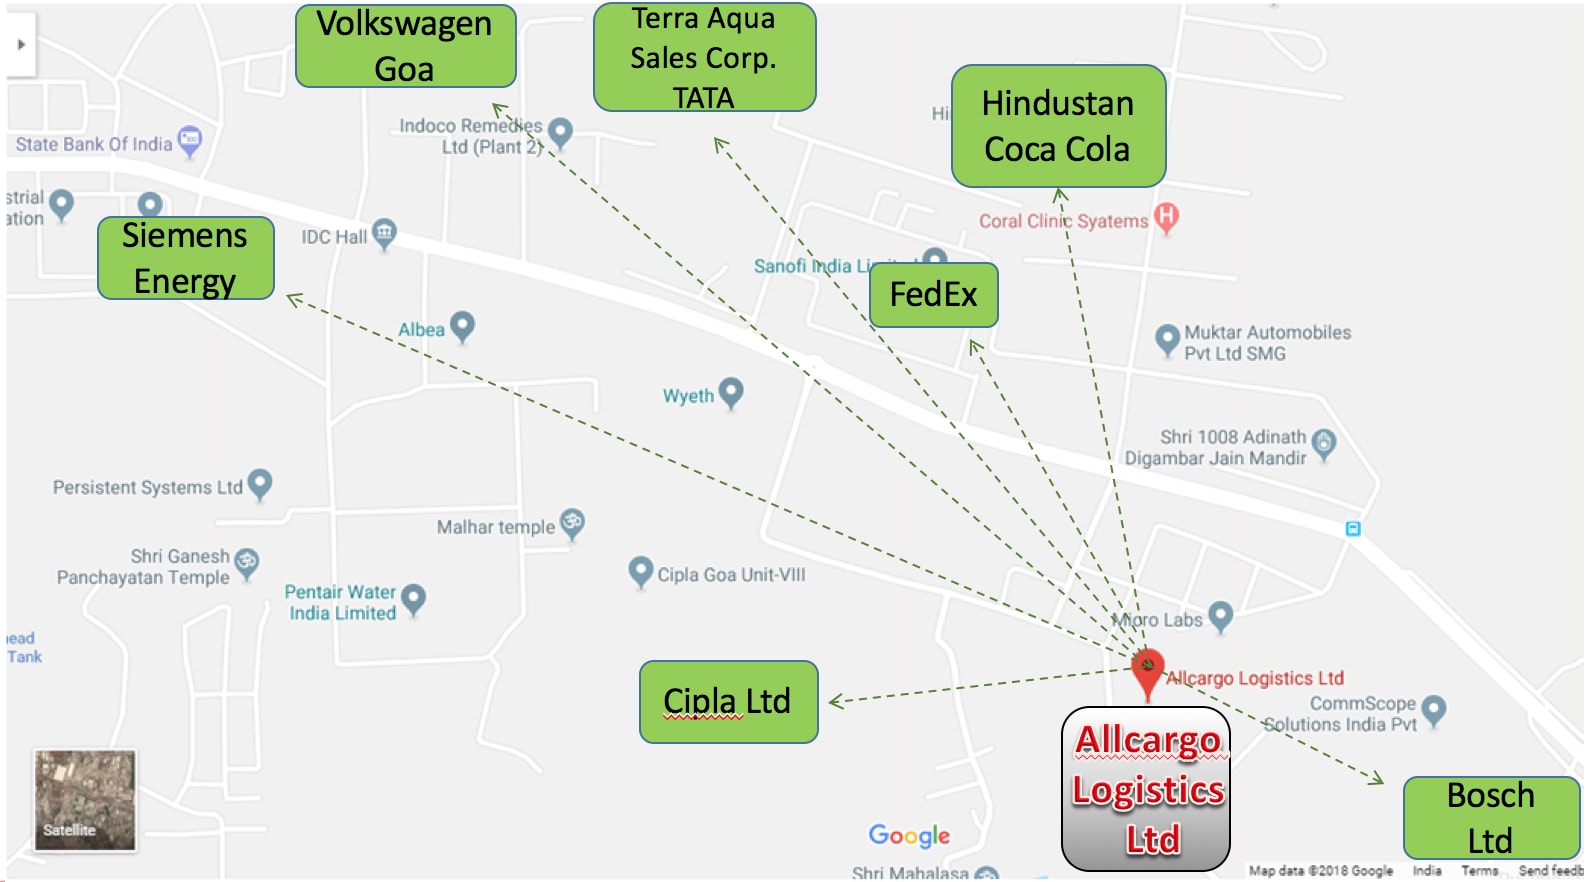 Volkswagen
Goa
Terra Aqua
Sales Corp.
TATA
Hindustan
Coca Cola
Indoco Remedies
Ltd (Plant 2)
State Bank Of India
strial
ation
Siemens
Energy
IDC Hall
Coral Clinic Syatems
Sanofi India Limited
FedEx
Albea
Muktar Automobiles
Pvt Ltd SMG
Wyeth
Shri 1008 Adinath
Digambar Jain Mandir
Persistent Systems Ltd
Malhar temple
Shri Ganesh
Panchayatan Temple
Cipla Goa Unit-VIII
Pentair Water
India Limited
Micro Labs
ead
Tank
Cipla Ltd
Allcargo Logistics Ltd
CommScope
Solutions India Pvt
Allcargo
Logistics
Ltd
Bosch
Ltd
Satellite
Google
Shri Mahalasa
Map data ©2018 Google India Terms Send feedb